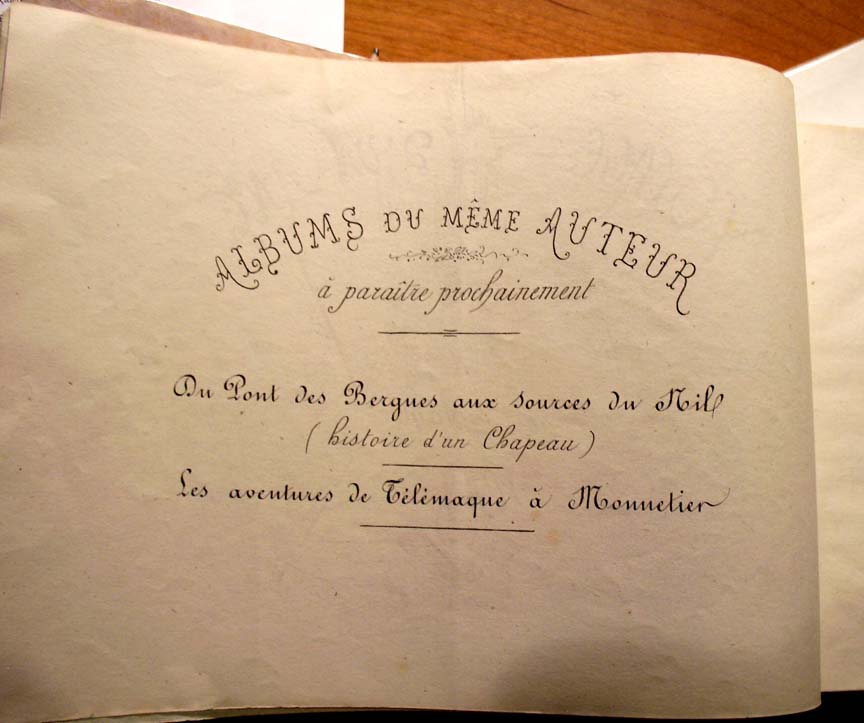 ALBUMS DU MÊME AUTEUR
à paraître prochainement
Du Pont des Bergues aux sources du Nil
(histoire d'un Chapeau)
Les aventures de Télémaque à Monnetier